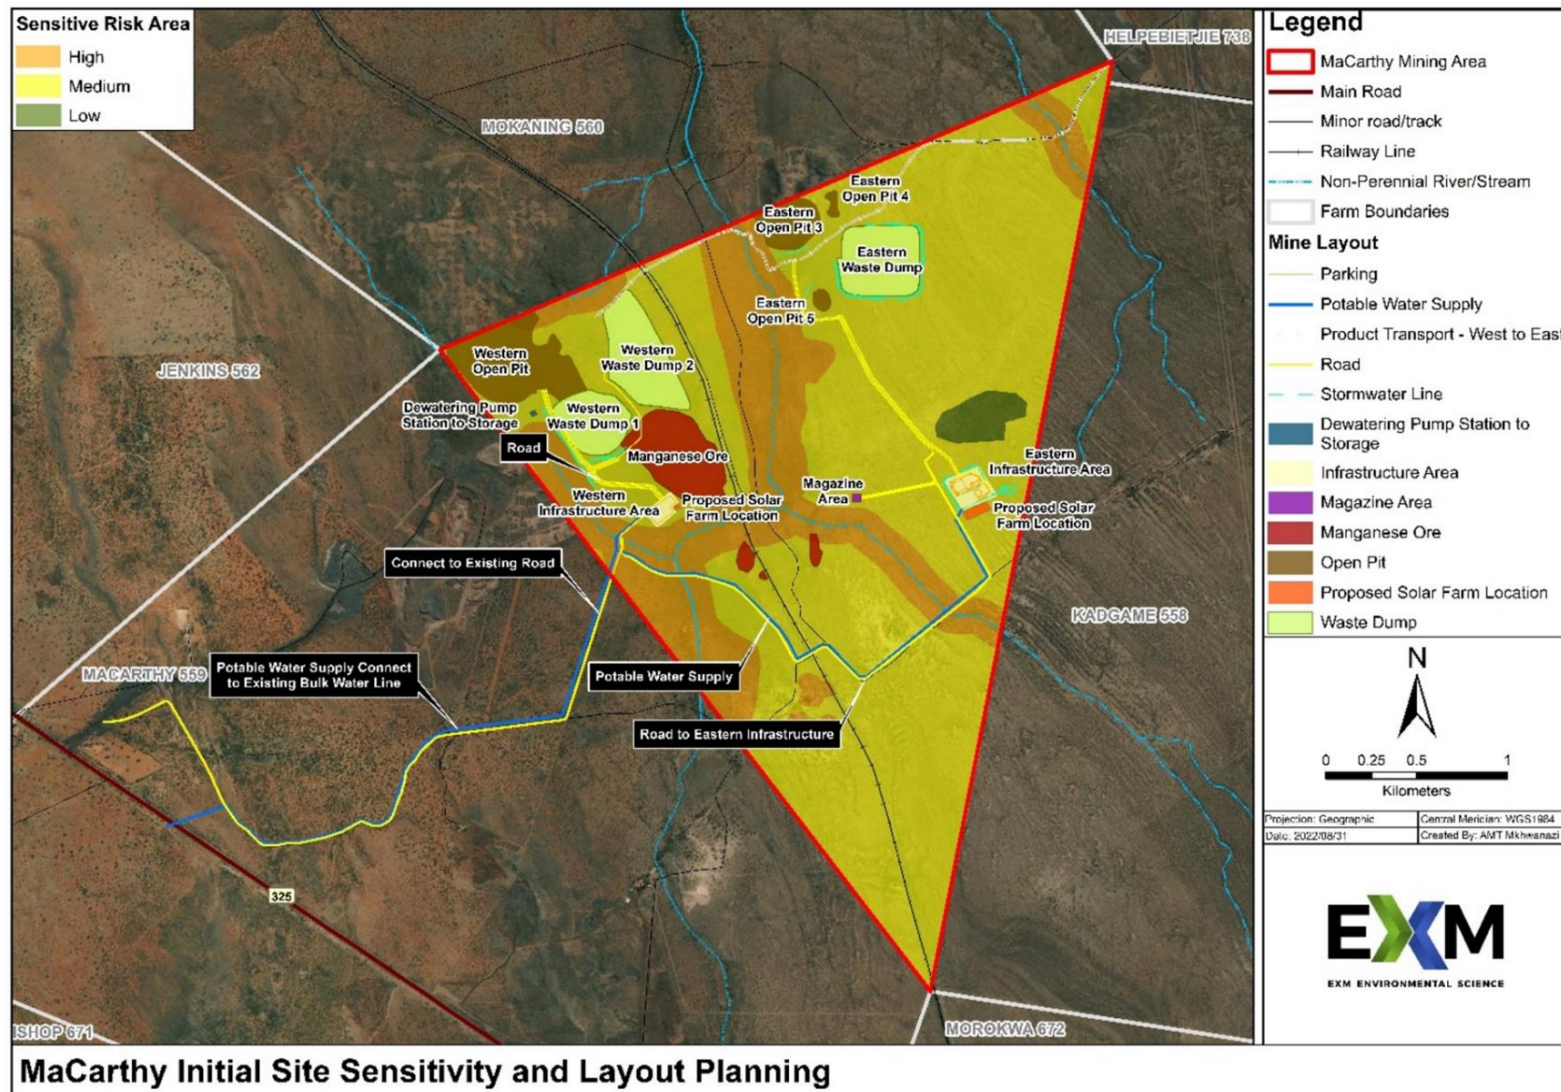 Sensitive Risk Area
High
Medium
Low
HELPEBIETJIE 738
MOKANING 560
JENKINS 562
MACARTHY 559
KADGAME 558
ISHOP 671
MOROKWA 672
Eastern
Open Pit 4
Eastern
Open Pit 3
Eastern
Waste Dump
Eastern
Open Pit 5
Western
Open Pit
Western
Waste Dump 2
Dewatering Pump
Station to Storage
Western
Waste Dump 1
Road
Manganese Ore
Western
Infrastructure Area
Proposed Solar
Farm Location
Magazine
Area
Eastern
Infrastructure Area
Proposed Solar
Farm Location
Connect to Existing Road
Potable Water Supply Connect
to Existing Bulk Water Line
Potable Water Supply
Road to Eastern Infrastructure
325
Legend
MaCarthy Mining Area
Main Road
Minor road/track
Railway Line
Non-Perennial River/Stream
Farm Boundaries
Mine Layout
Parking
Potable Water Supply
Product Transport - West to East
Road
Stormwater Line
Dewatering Pump Station to
Storage
Infrastructure Area
Magazine Area
Manganese Ore
Open Pit
Proposed Solar Farm Location
Waste Dump
N
0 0.25 0.5 1
Kilometers
Projection: Geographic
Central Meridian: WGS1984
Date: 2022/08/31
Created By: AMT Mkhwanazi
EXM
EXM ENVIRONMENTAL SCIENCE
MaCarthy Initial Site Sensitivity and Layout Planning